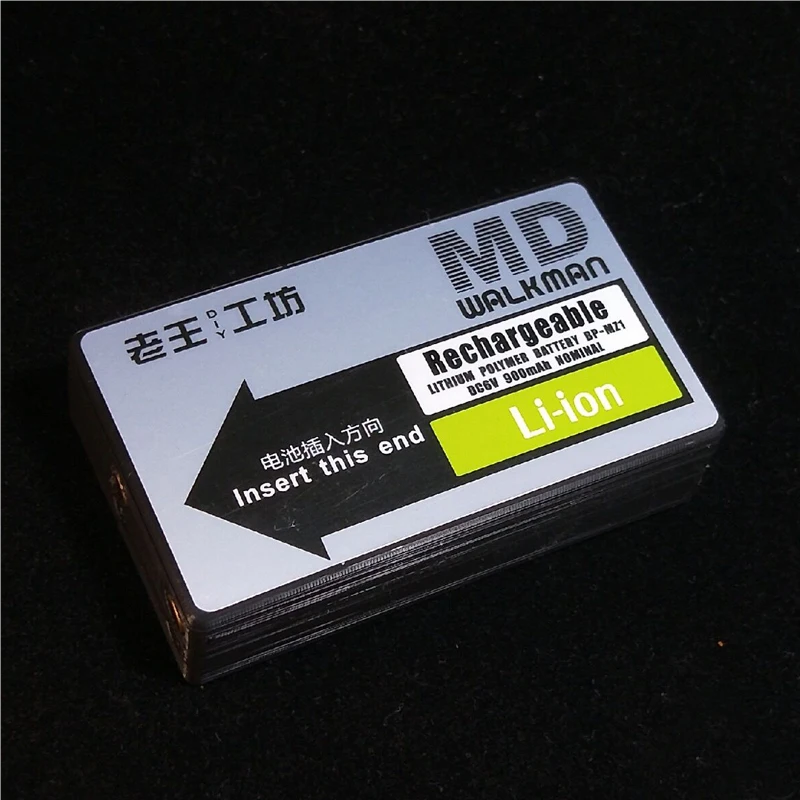 MD
WALKMAN
老王DIY工坊
Rechargeable
LITHIUM POLYMER BATTERY BP-MZ1
DC6V 900mAh NOMINAL
Li-ion
电池插入方向
Insert this end